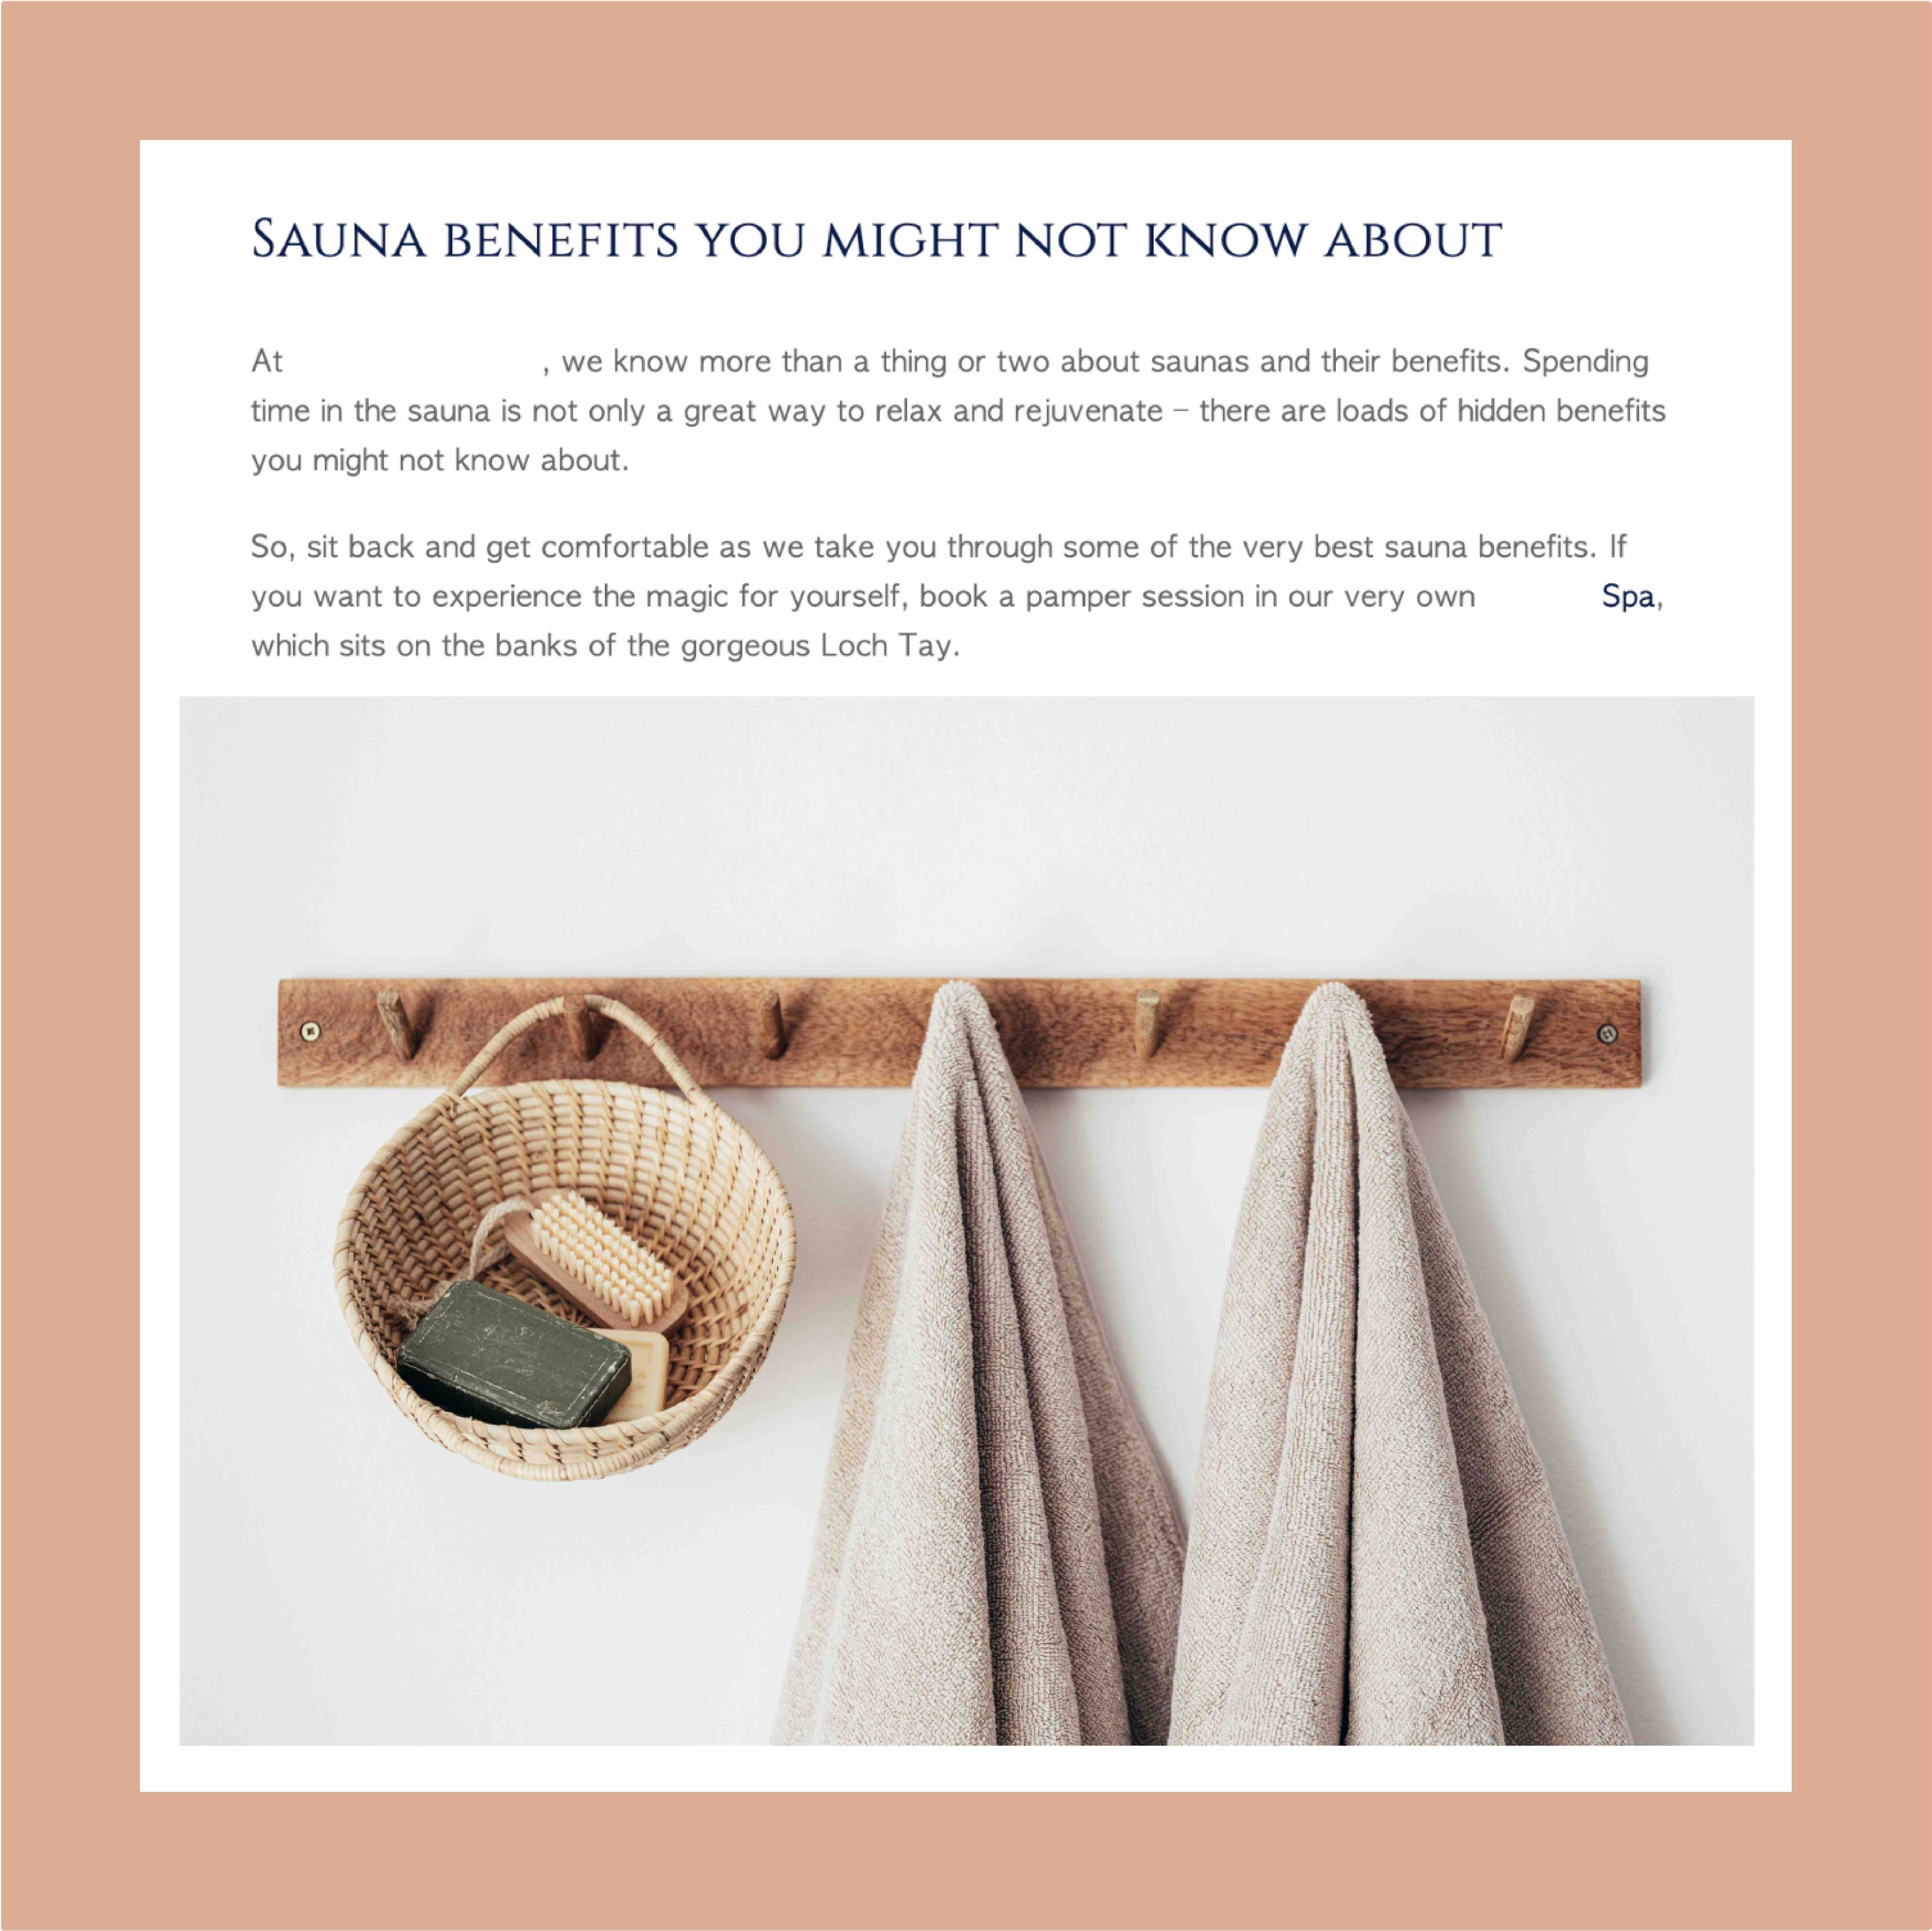 Sauna benefits you might not know about
At , we know more than a thing or two about saunas and their benefits. Spending
time in the sauna is not only a great way to relax and rejuvenate – there are loads of hidden benefits
you might not know about.
So, sit back and get comfortable as we take you through some of the very best sauna benefits. If
you want to experience the magic for yourself, book a pamper session in our very own Spa,
which sits on the banks of the gorgeous Loch Tay.